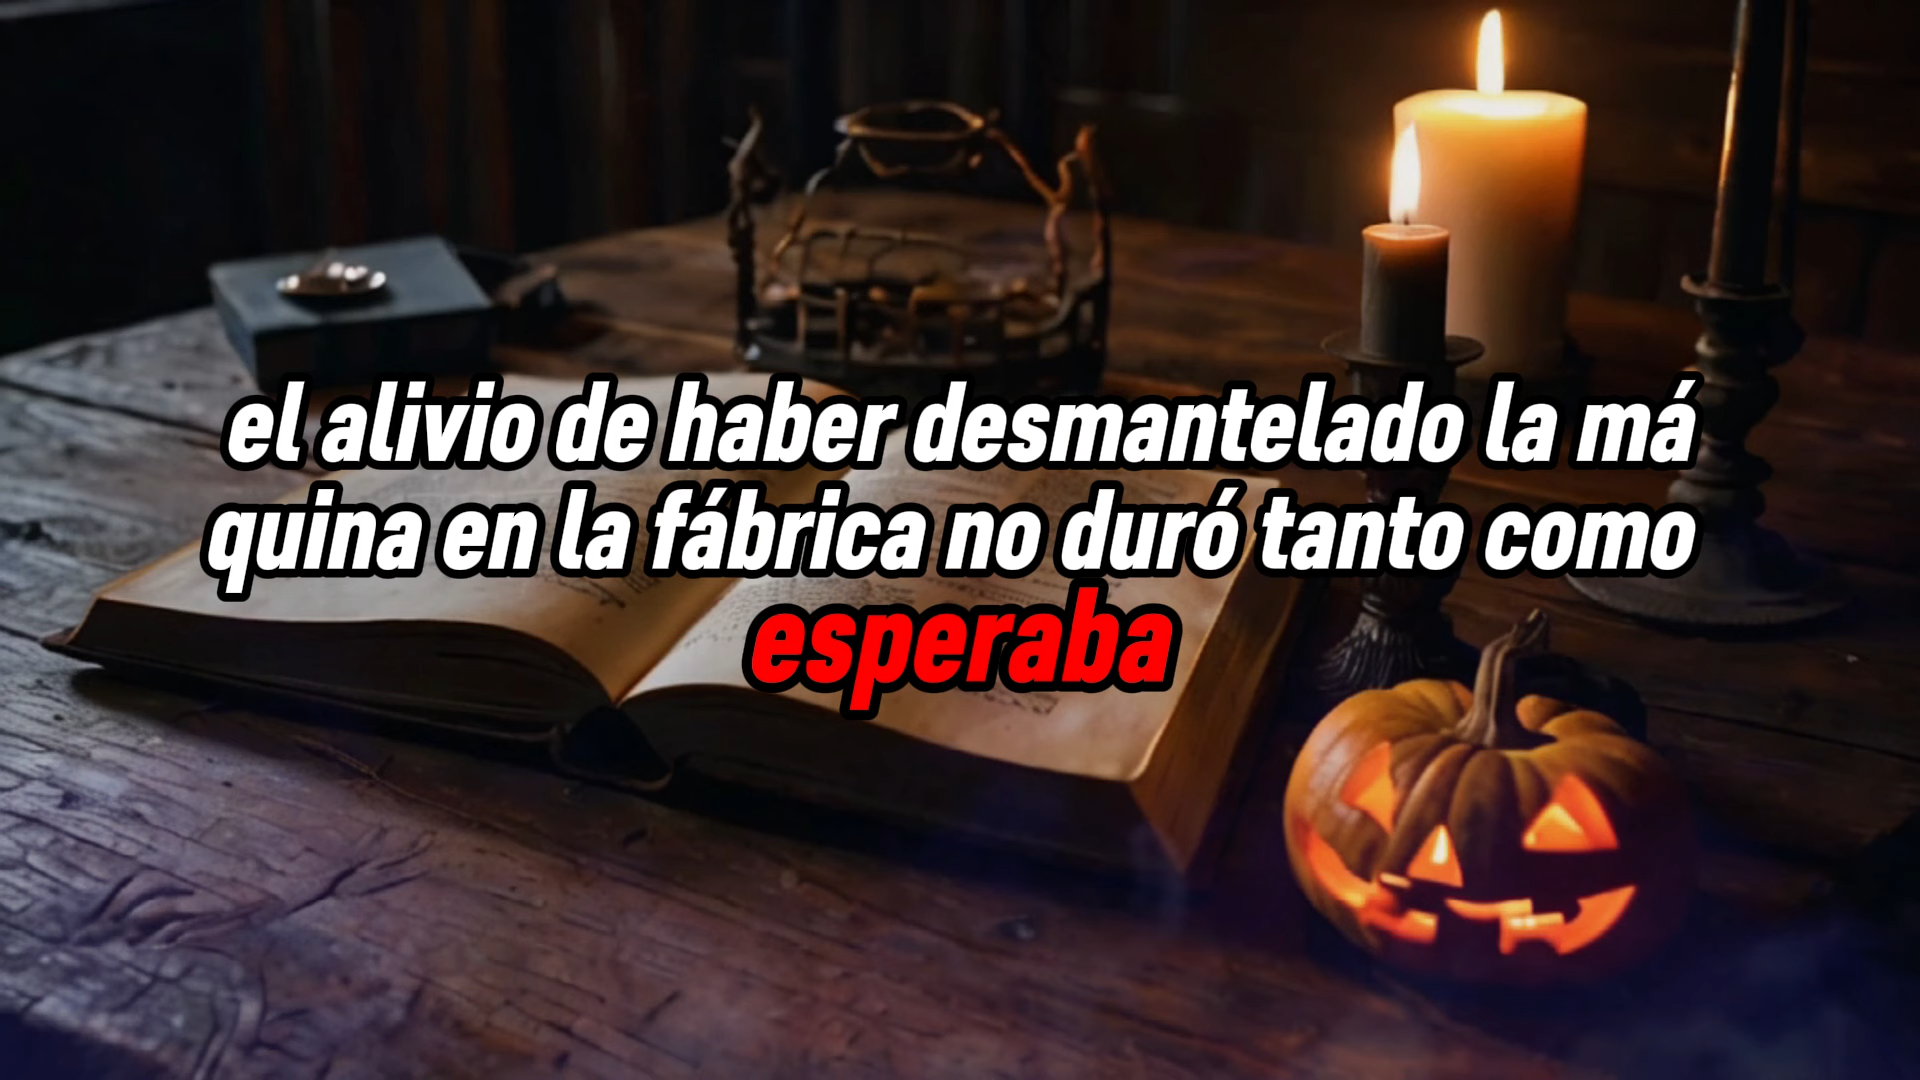 el alivio de haber desmantelado la má
quina en la fábrica no duró tanto como
esperaba